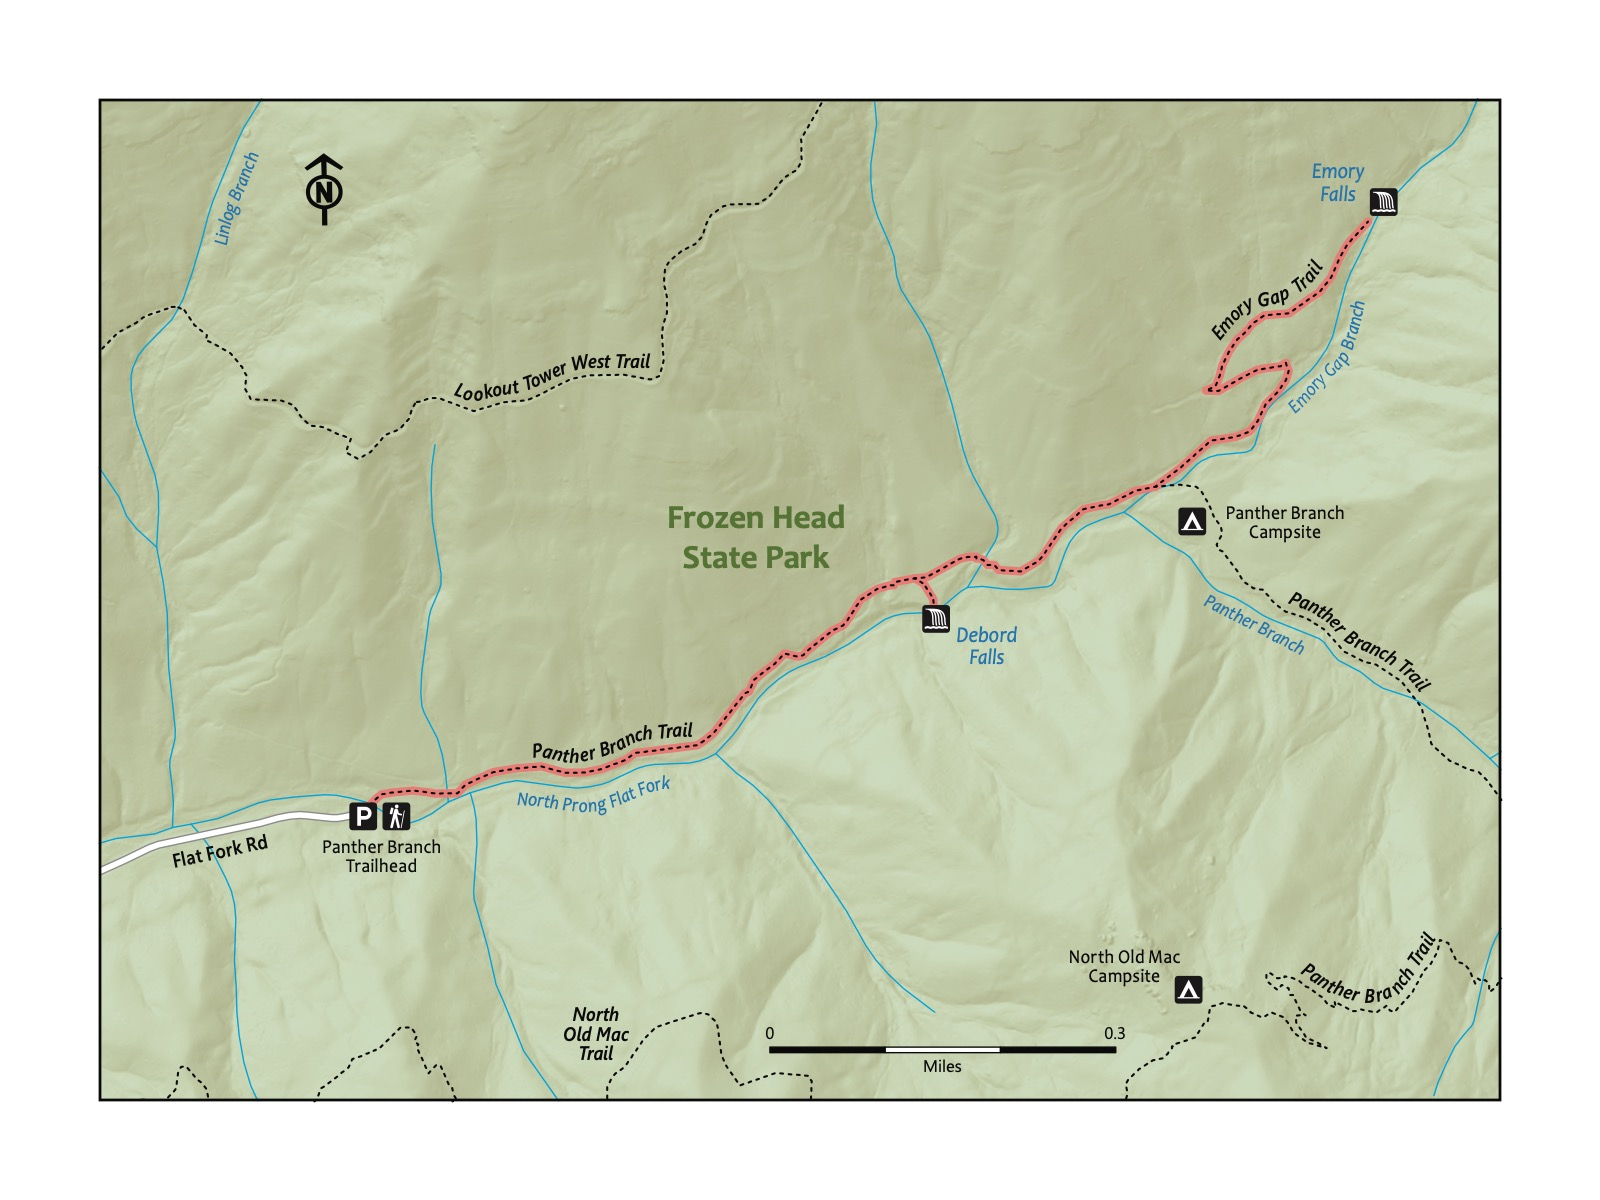 Emory
Falls
Linlog Branch
N
Emory Gap Trail
Emory Gap Branch
Lookout Tower West Trail
Frozen Head
State Park
Panther Branch
Campsite
Panther Branch Trail
Panther Branch
Debord
Falls
Panther Branch Trail
North Prong Flat Fork
P
Flat Fork Rd
Panther Branch
Trailhead
North Old Mac
Campsite
Panther Branch Trail
North
Old Mac
Trail
0 0.3
Miles